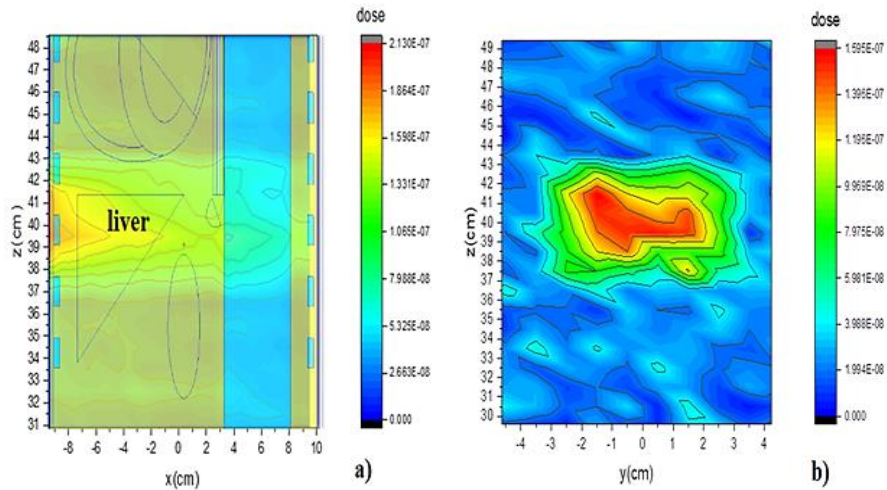 dose
2.130E-07
1.864E-07
1.598E-07
1.331E-07
1.065E-07
7.988E-08
5.325E-08
2.663E-08
0.000
z(cm)
48
47
46
45
44
43
42
41
40
39
38
37
36
35
34
33
32
31
liver
-8 -6 -4 -2 0 2 4 6 8 10
x(cm)
a)
dose
1.595E-07
1.395E-07
1.196E-07
9.969E-08
7.975E-08
5.981E-08
3.988E-08
1.994E-08
0.000
z(cm)
49
48
47
46
45
44
43
42
41
40
39
38
37
36
35
34
33
32
31
30
-4 -3 -2 -1 0 1 2 3 4
y(cm)
b)